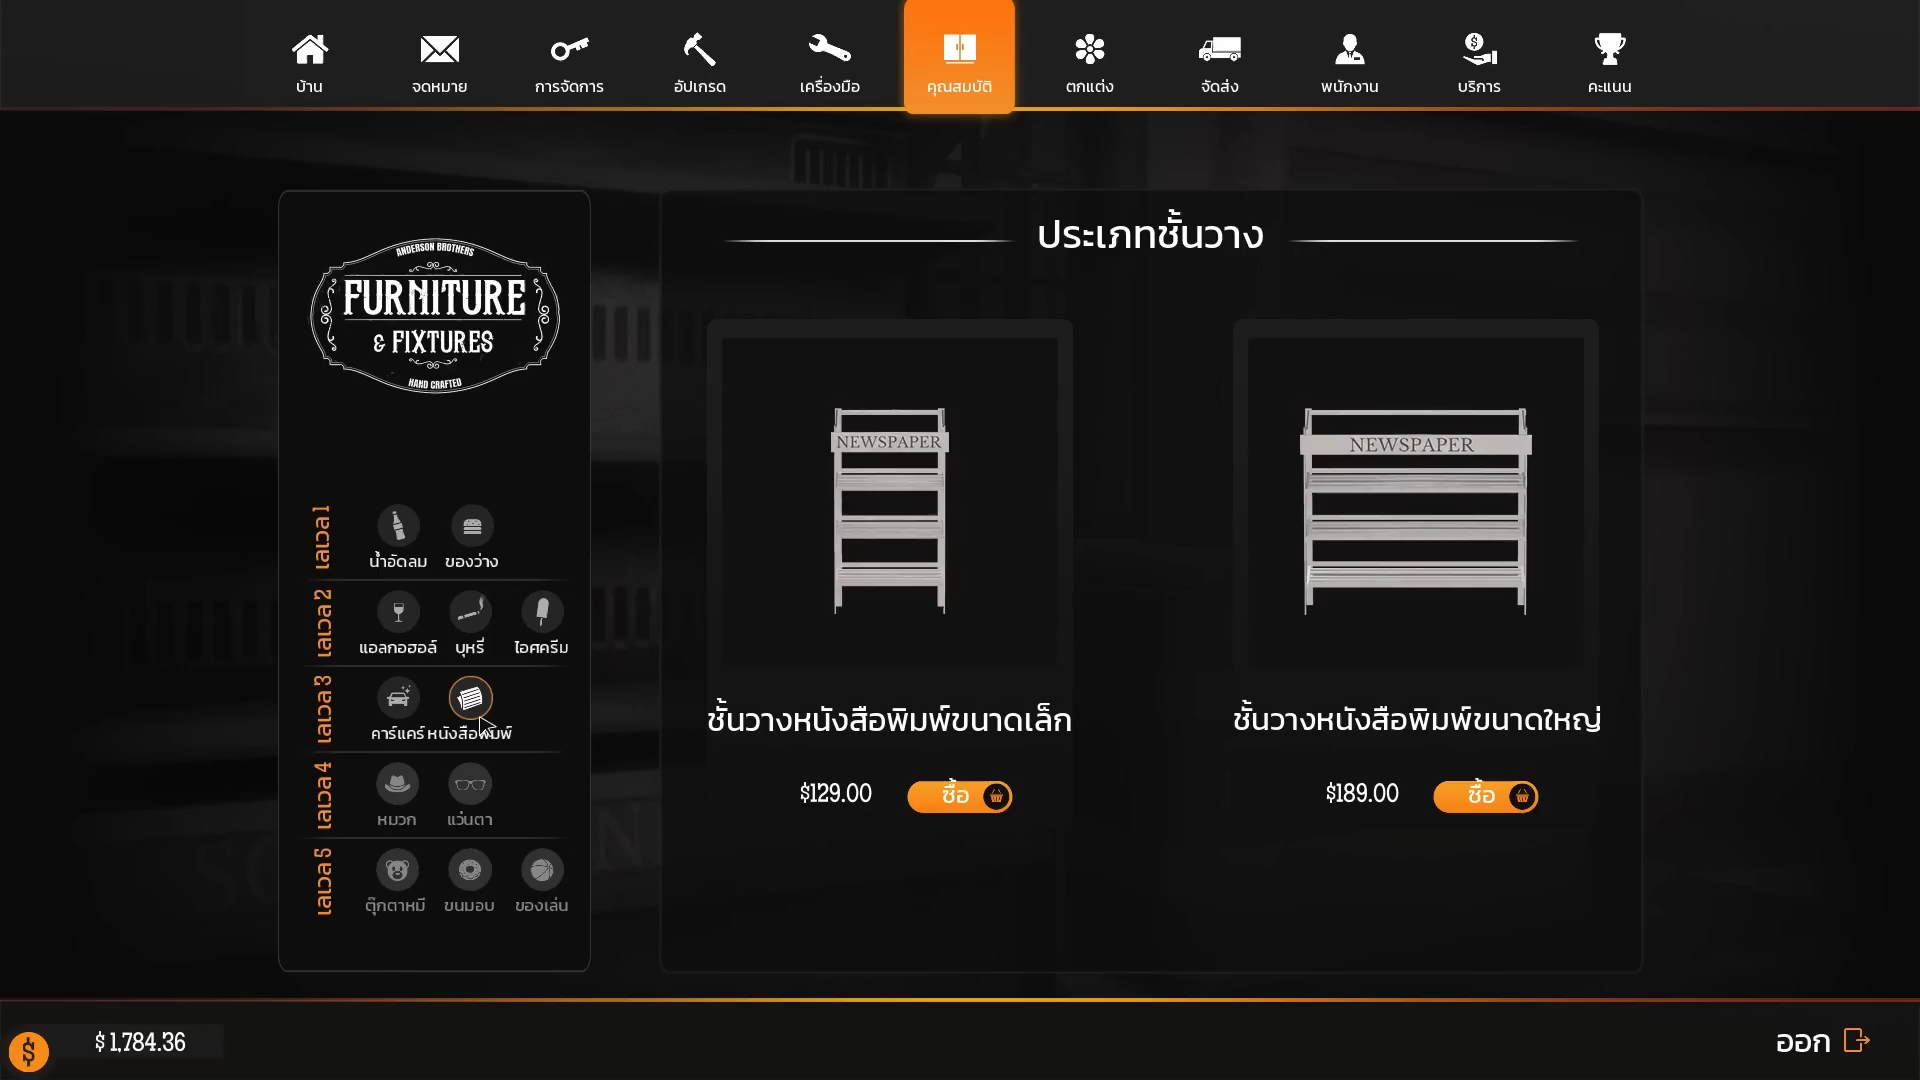 บ้าน
จดหมาย
การจัดการ
อัปเกรด
เครื่องมือ
คุณสมบัติ
ตกแต่ง
จัดส่ง
พนักงาน
บริการ
คะแนน
ANDERSON BROTHERS
FURNITURE
& FIXTURES
HAND CRAFTED
เลเวล 1
น้ำอัดลม
ของว่าง
เลเวล 2
แอลกอฮอล์
บุหรี่
ไอศครีม
เลเวล 3
คาร์แคร์
หนังสือพิมพ์
เลเวล 4
หมวก
แว่นตา
เลเวล 5
ตุ๊กตาหมี
ขนมอบ
ของเล่น
ประเภทชั้นวาง
NEWSPAPER
NEWSPAPER
ชั้นวางหนังสือพิมพ์ขนาดเล็ก
ชั้นวางหนังสือพิมพ์ขนาดใหญ่
$129.00
ซื้อ
$189.00
ซื้อ
$ 1,784.36
ออก